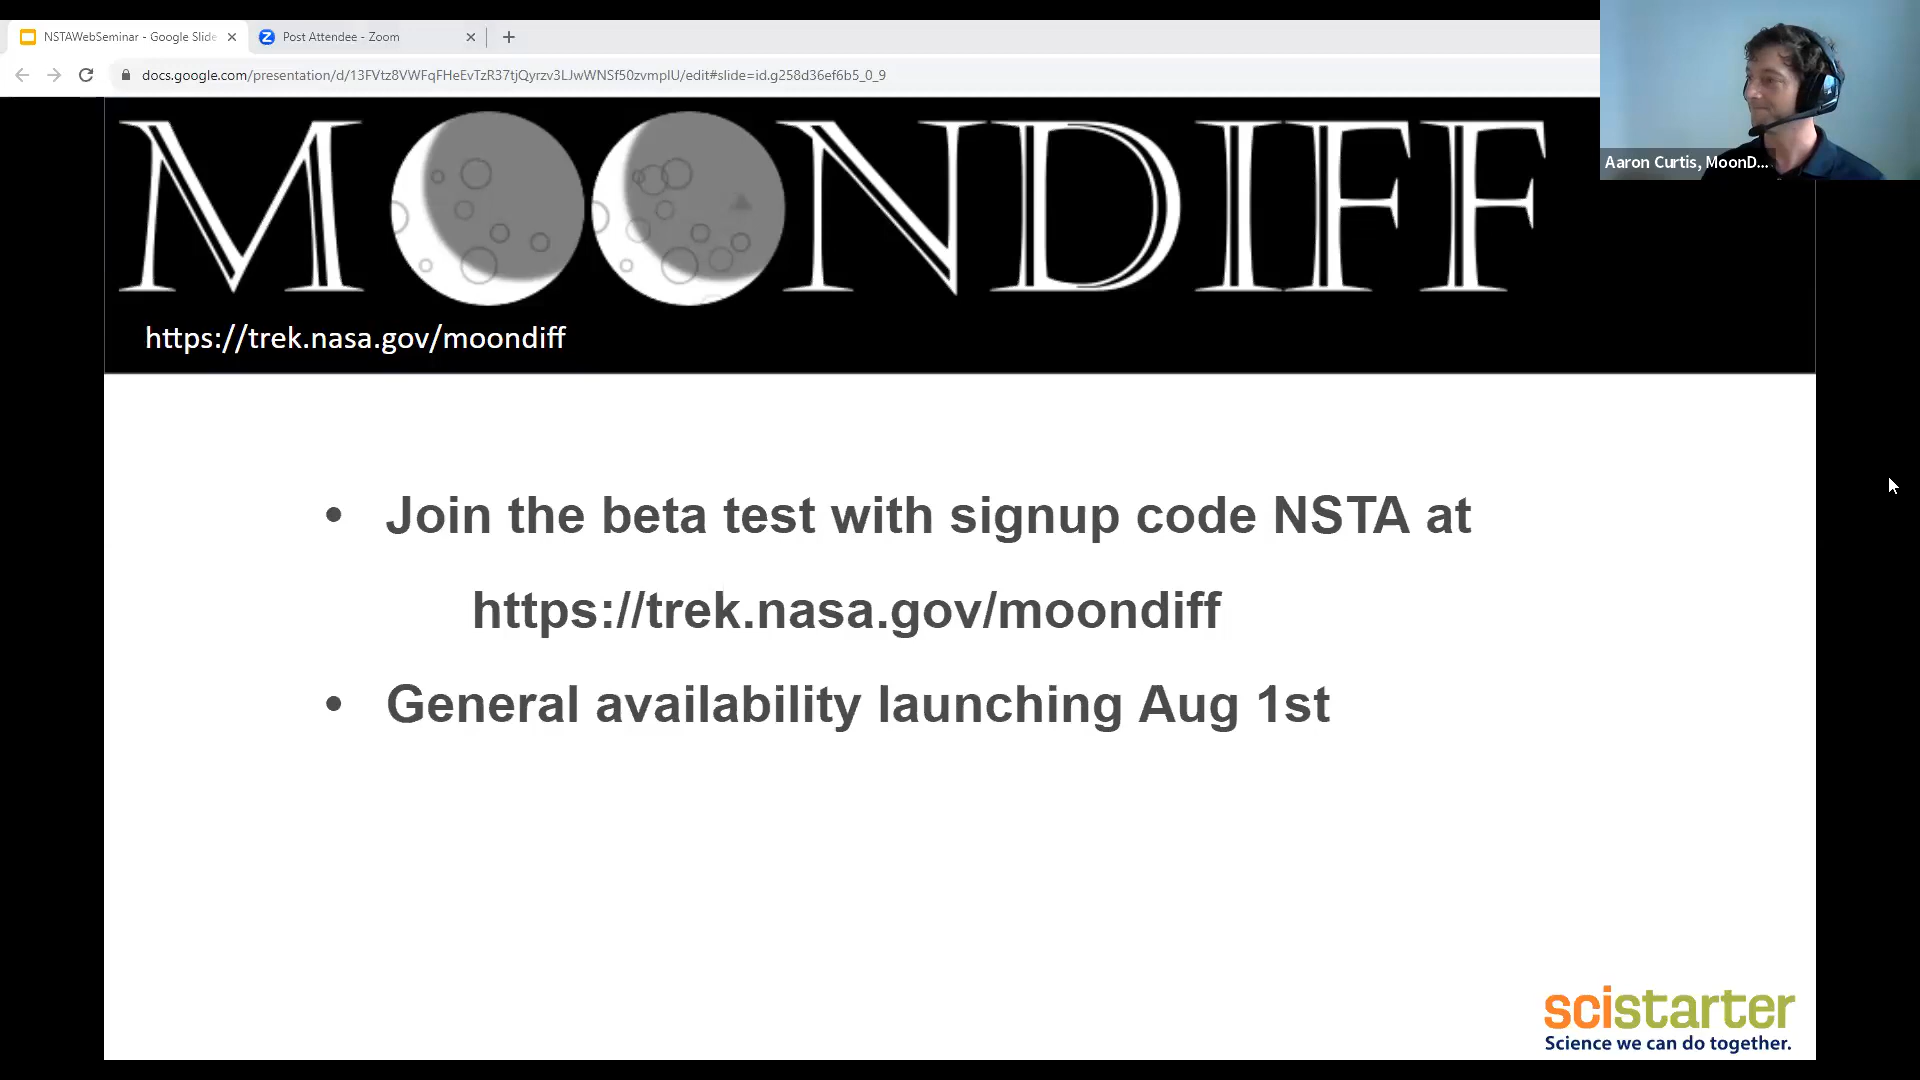 NSTAWebSeminar - Google Slide
Post Attendee - Zoom
docs.google.com/presentation/d/13FVtz8VWFqFHeEvTzR37tjQyrzv3LJwWNSf50zvmpIU/edit#slide=id.g258d36ef6b5_0_9
Aaron Curtis, MoonD...
MOONDIFF
https://trek.nasa.gov/moondiff
• Join the beta test with signup code NSTA at
https://trek.nasa.gov/moondiff
• General availability launching Aug 1st
scistarter
Science we can do together.